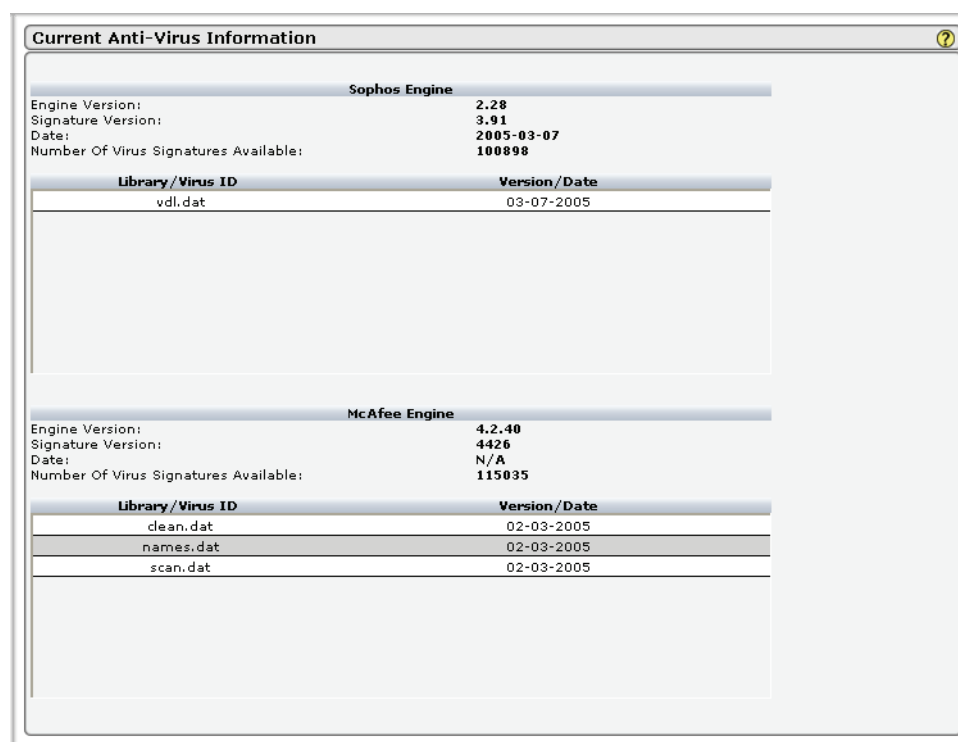 Current Anti-Virus Information ?
Sophos Engine
Engine Version: 2.28
Signature Version: 3.91
Date: 2005-03-07
Number Of Virus Signatures Available: 100898
Library/Virus ID Version/Date
vdl.dat 03-07-2005
McAfee Engine
Engine Version: 4.2.40
Signature Version: 4426
Date: N/A
Number Of Virus Signatures Available: 115035
Library/Virus ID Version/Date
clean.dat 02-03-2005
names.dat 02-03-2005
scan.dat 02-03-2005